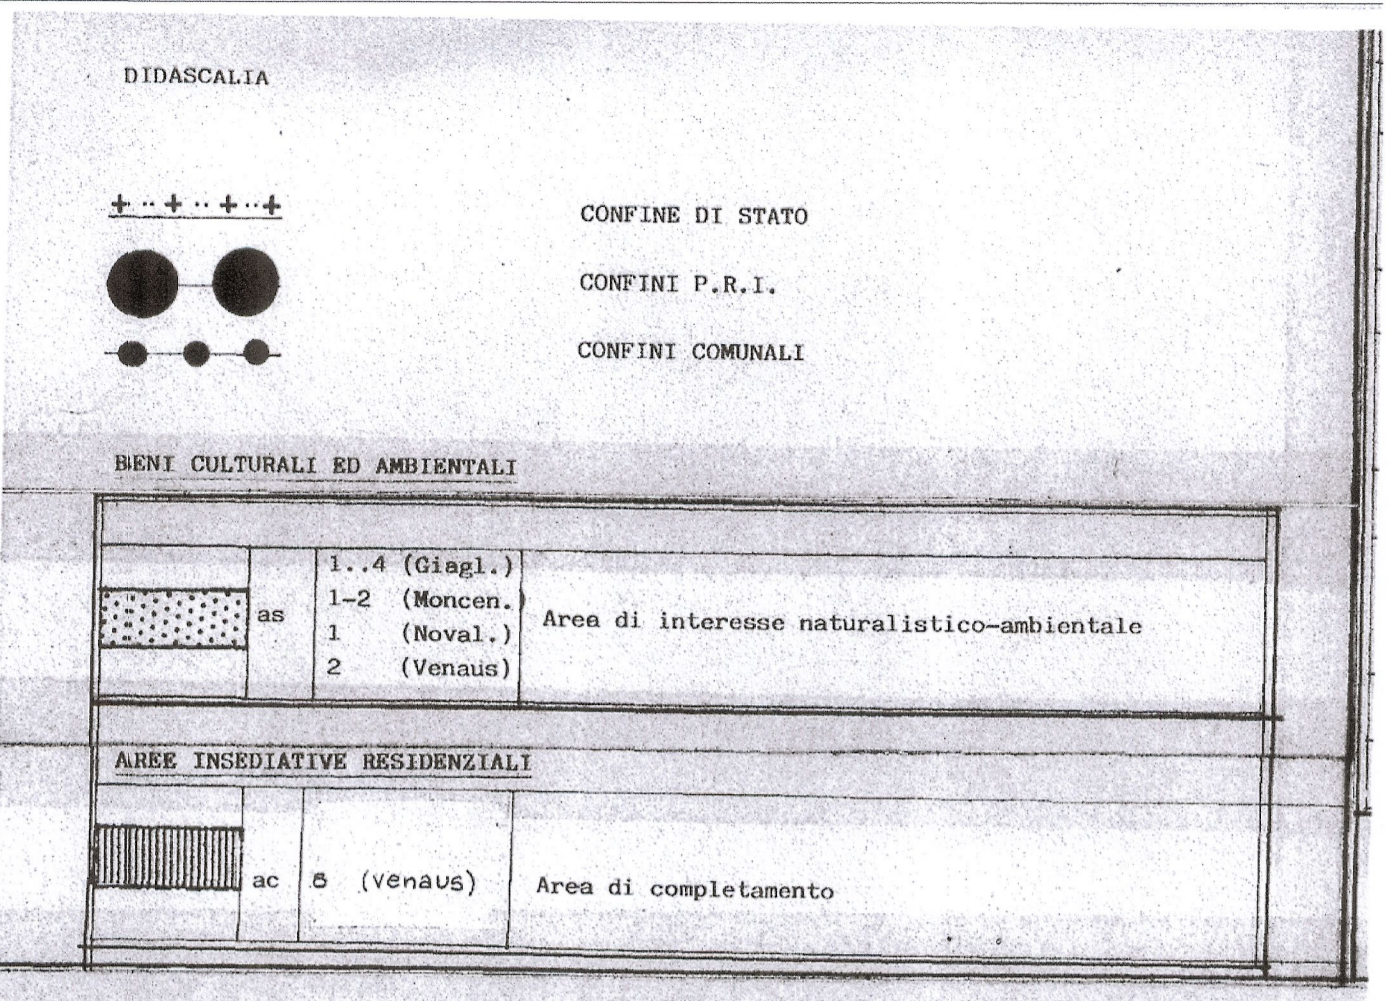 DIDASCALIA
CONFINE DI STATO
CONFINI P.R.I.
CONFINI COMUNALI
BENI CULTURALI ED AMBIENTALI
as
1..4 (Giagl.)
1-2 (Moncen.)
1 (Noval.)
2 (Venaus)
Area di interesse naturalistico-ambientale
AREE INSEDIATIVE RESIDENZIALI
ac (venaus) Area di completamento